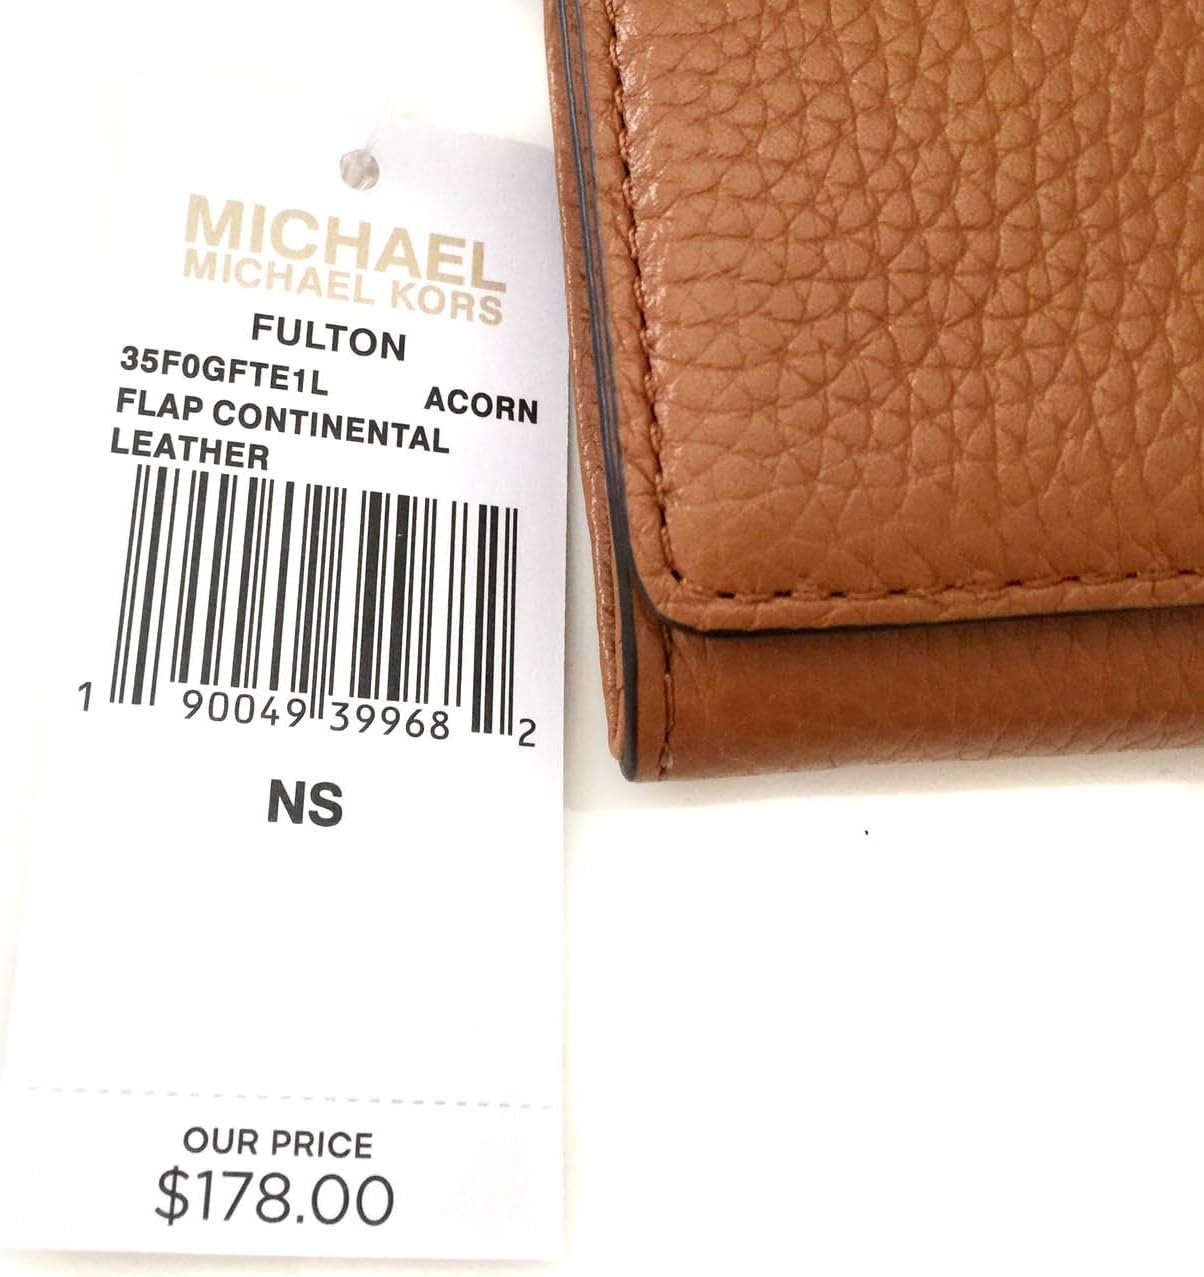 MICHAEL
MICHAEL KORS
FULTON
35F0GFTE1L ACORN
FLAP CONTINENTAL
LEATHER
1 90049 39968 2
NS
OUR PRICE
$178.00